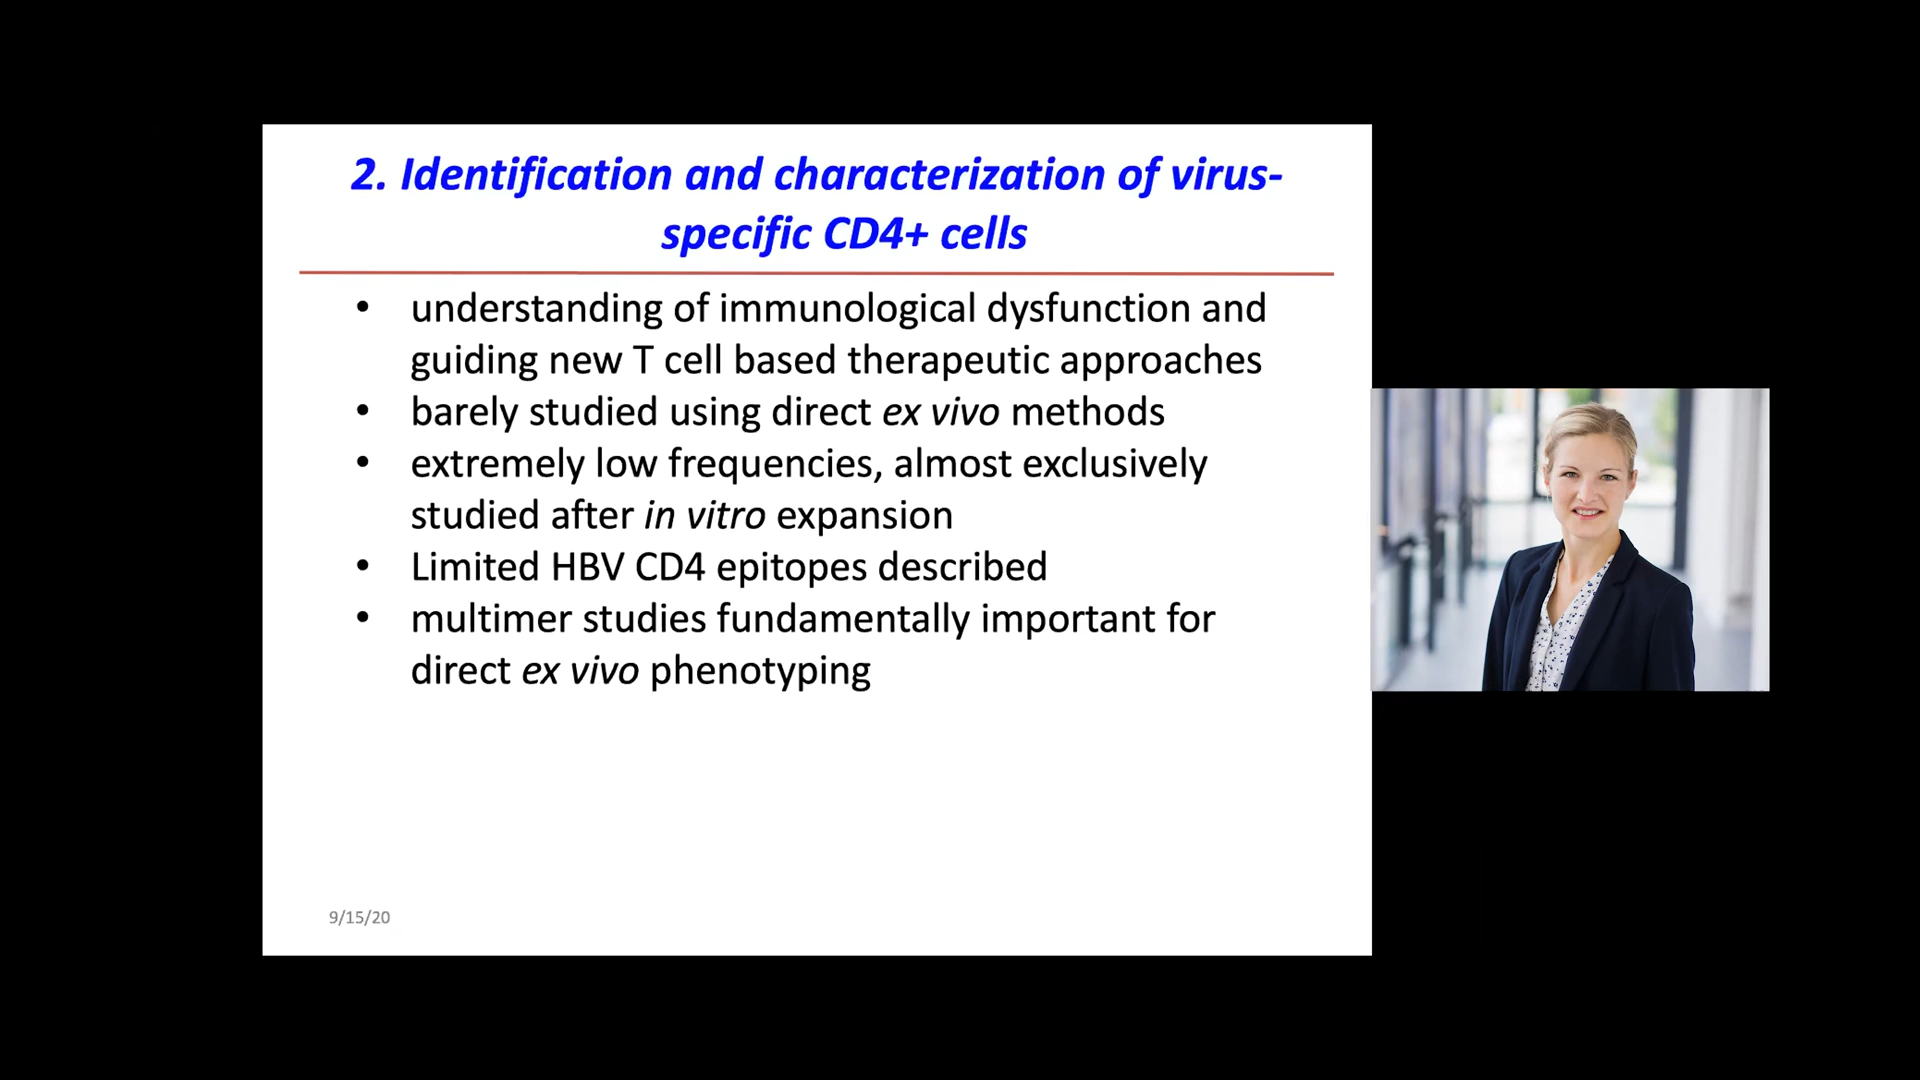 2. Identification and characterization of virus-
specific CD4+ cells
• understanding of immunological dysfunction and
guiding new T cell based therapeutic approaches
• barely studied using direct ex vivo methods
• extremely low frequencies, almost exclusively
studied after in vitro expansion
• Limited HBV CD4 epitopes described
• multimer studies fundamentally important for
direct ex vivo phenotyping
9/15/20